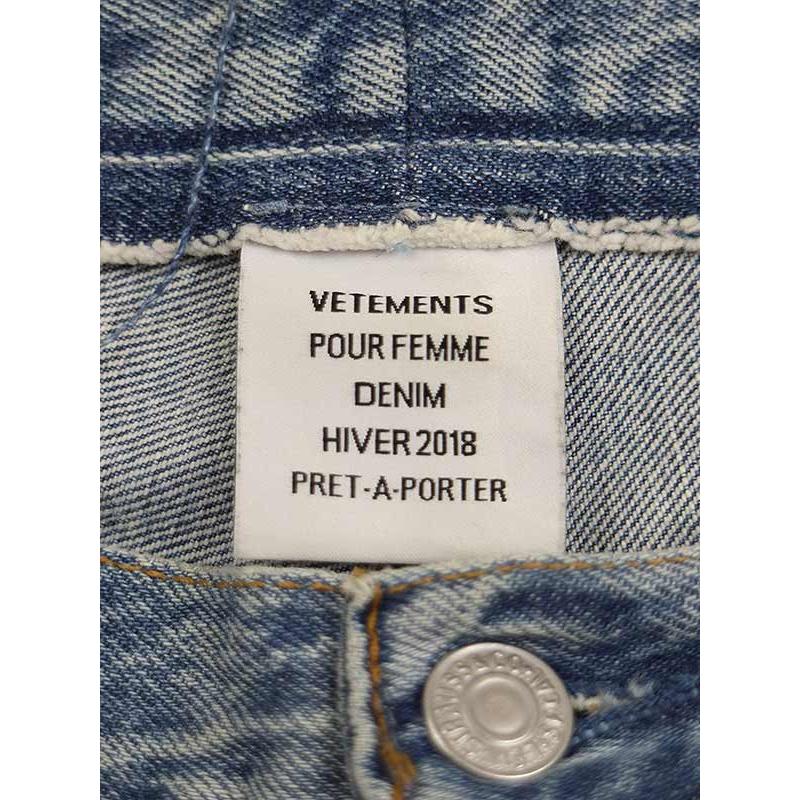 VETEMENTS
POUR FEMME
DENIM
HIVER 2018
PRET-A-PORTER